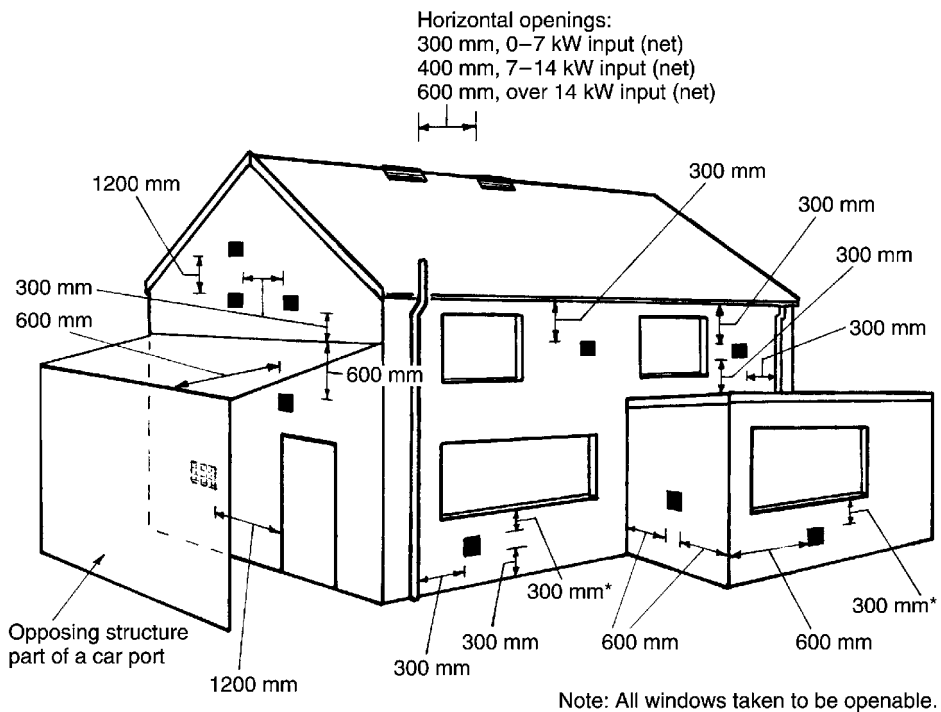 Horizontal openings:
300 mm, 0–7 kW input (net)
400 mm, 7–14 kW input (net)
600 mm, over 14 kW input (net)
1200 mm
300 mm
300 mm
300 mm
300 mm
600 mm
300 mm
600 mm
300 mm*
300 mm*
Opposing structure
part of a car port
300 mm
300 mm
600 mm
600 mm
1200 mm
Note: All windows taken to be openable.